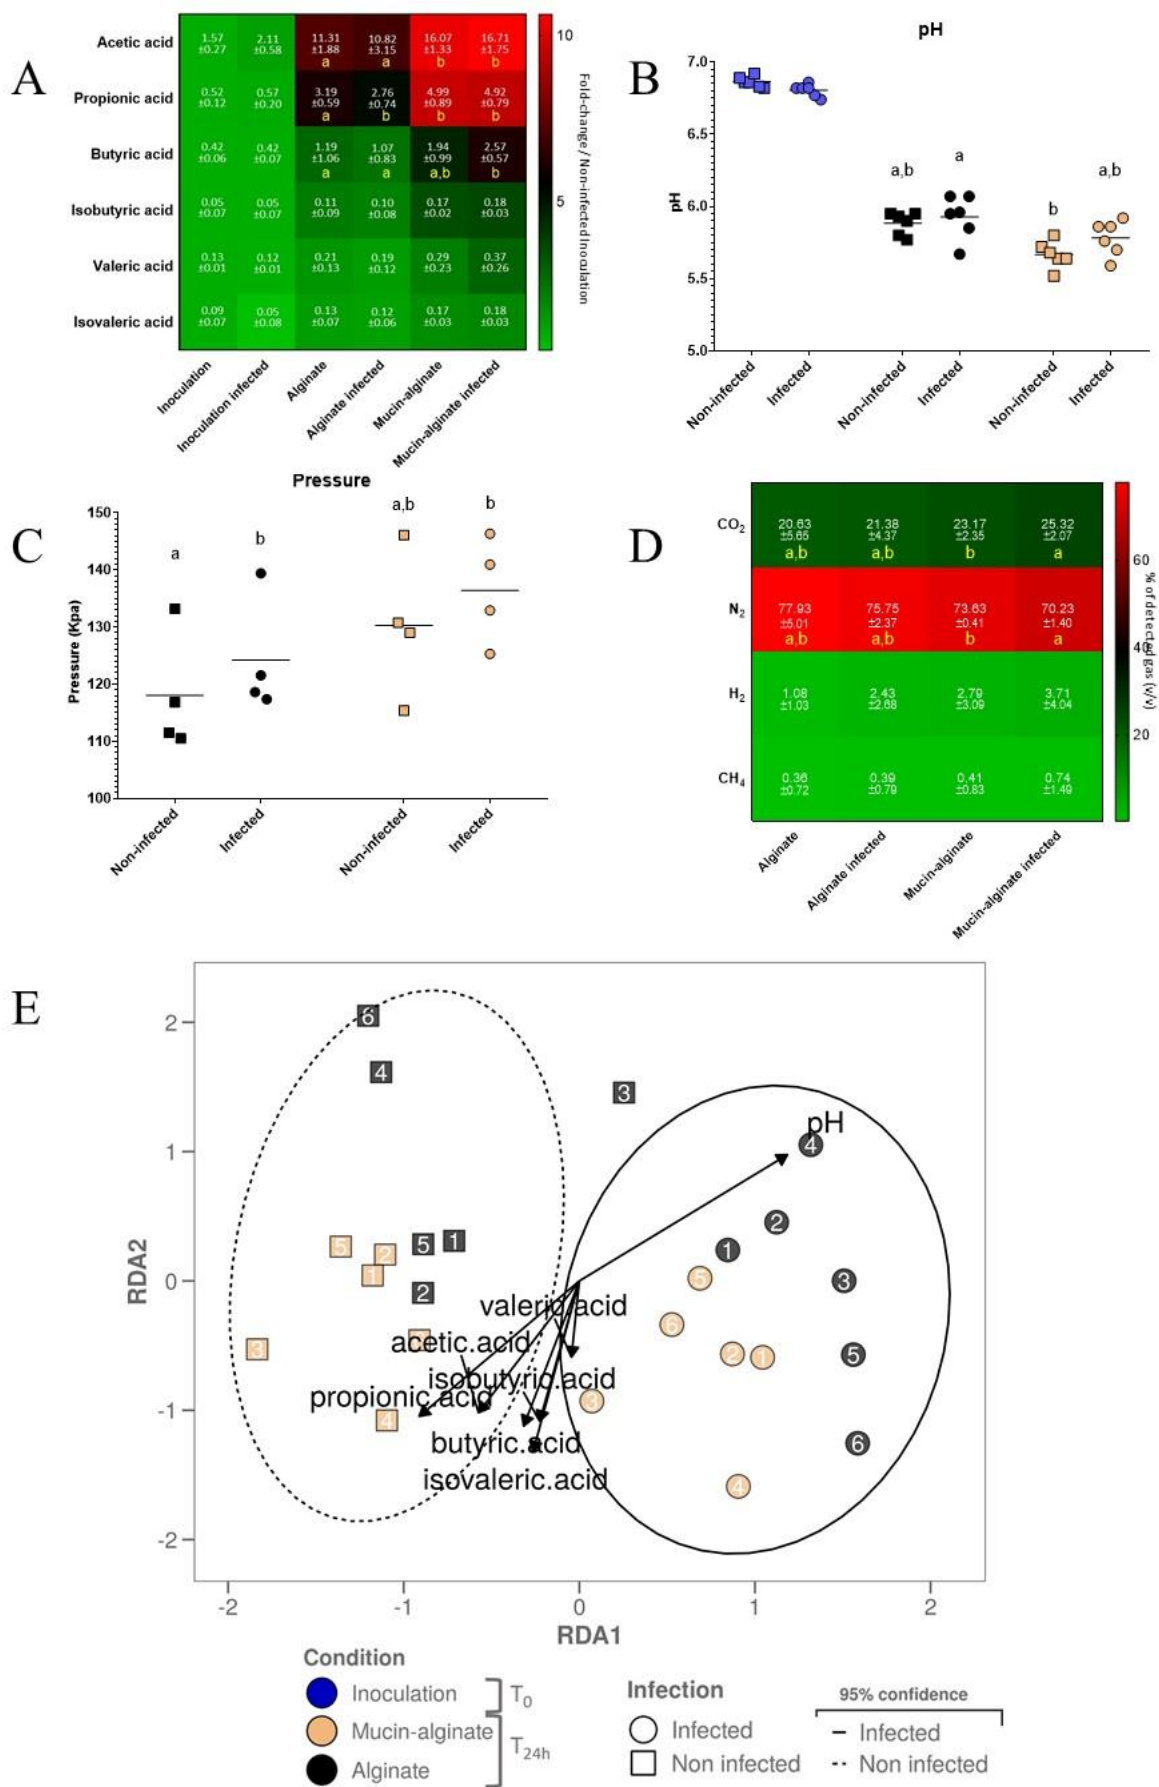 A
Acetic acid
1.57 ±0.27
2.11 ±0.58
11.31 ±1.88 a
10.82 ±3.15 a
16.07 ±1.33 b
16.71 ±1.75 b
Propionic acid
0.52 ±0.12
0.57 ±0.20
3.19 ±0.59 a
2.76 ±0.74 b
4.99 ±0.89 b
4.92 ±0.79 b
Butyric acid
0.42 ±0.06
0.42 ±0.07
1.19 ±1.06 a
1.07 ±0.83 a
1.94 ±0.99 a,b
2.57 ±0.57 b
Isobutyric acid
0.05 ±0.07
0.05 ±0.07
0.11 ±0.09
0.10 ±0.08
0.17 ±0.02
0.18 ±0.03
Valeric acid
0.13 ±0.01
0.12 ±0.01
0.21 ±0.13
0.19 ±0.12
0.29 ±0.23
0.37 ±0.26
Isovaleric acid
0.09 ±0.07
0.05 ±0.08
0.13 ±0.07
0.12 ±0.06
0.17 ±0.03
0.18 ±0.03
Inoculation
Inoculation infected
Alginate
Alginate infected
Mucin-alginate
Mucin-alginate infected
10
5
Fold-change / Non-infected Inoculation
B
pH
pH
7.0
6.5
6.0
5.5
5.0
a,b
a
b
a,b
Non-infected
Infected
Non-infected
Infected
Non-infected
Infected
C
Pressure
Pressure (Kpa)
150
140
130
120
110
100
a
b
a,b
b
Non-infected
Infected
Non-infected
Infected
D
CO2
20.63 ±5.65 a,b
21.38 ±4.37 a,b
23.17 ±2.35 b
25.32 ±2.07 a
N2
77.93 ±5.01 a,b
75.75 ±2.37 a,b
73.63 ±0.41 b
70.23 ±1.40 a
H2
1.08 ±1.03
2.43 ±2.68
2.79 ±3.09
3.71 ±4.04
CH4
0.36 ±0.72
0.39 ±0.79
0.41 ±0.83
0.74 ±1.49
Alginate
Alginate infected
Mucin-alginate
Mucin-alginate infected
60
40
20
% of detected gas (v/v)
E
RDA2
2
1
0
-1
-2
6
4
3
pH
4
2
1
5
1
5
2
1
2
5
3
6
valeric.acid
acetic.acid
3
2
1
5
isobutyric.acid
propionic.acid
3
4
butyric.acid
6
isovaleric.acid
4
-2
-1
0
1
2
RDA1
Condition
Inoculation
T0
Mucin-alginate
Alginate
T24h
Infection
Infected
Non infected
95% confidence
Infected
Non infected